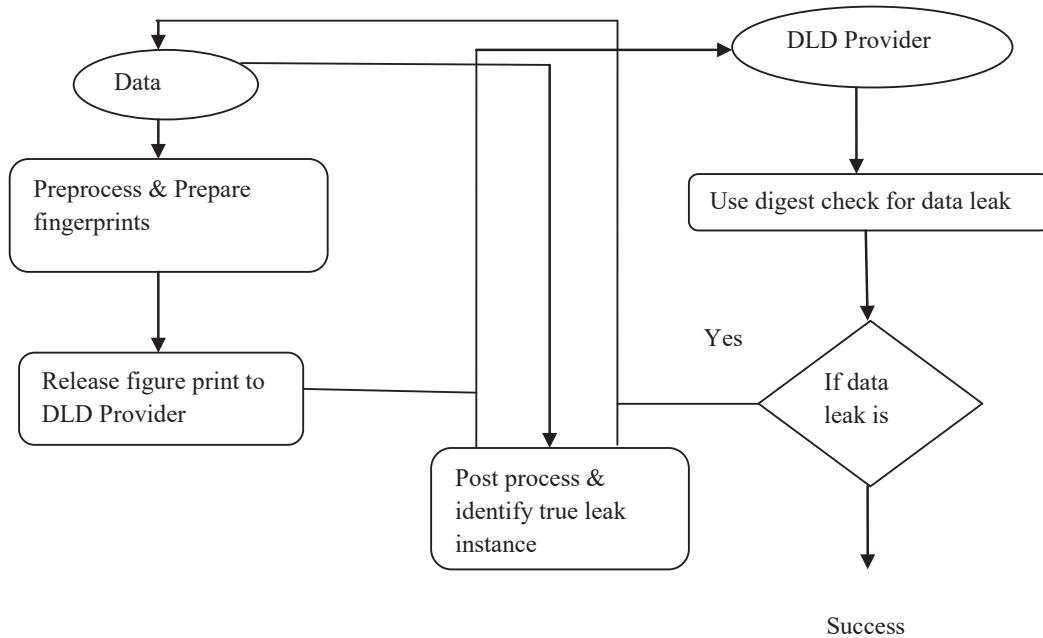 Data
Preprocess & Prepare
fingerprints
Release figure print to
DLD Provider
Post process &
identify true leak
instance
DLD Provider
Use digest check for data leak
Yes
If data
leak is
Success